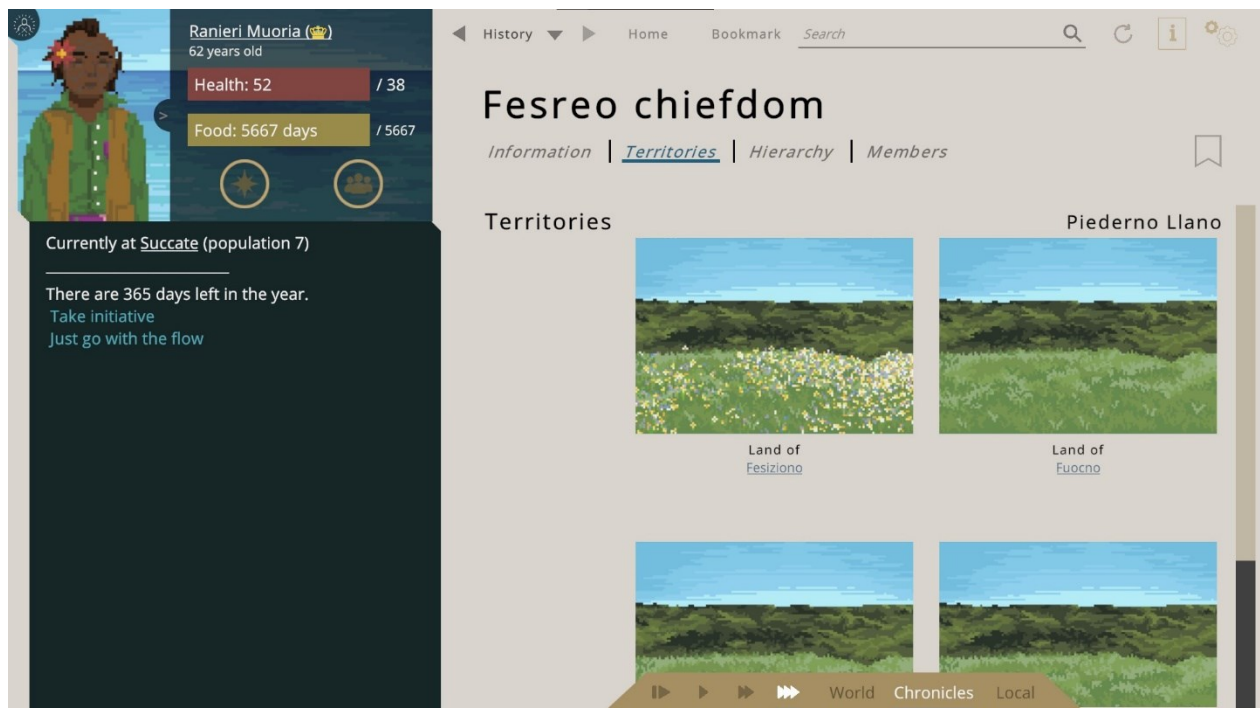 Ranieri Muoria (👑)
62 years old
Health: 52 / 38
Food: 5667 days / 5667
Currently at Succate (population 7)
There are 365 days left in the year.
Take initiative
Just go with the flow
History Home Bookmark Search
i
Fesreo chiefdom
Information | Territories | Hierarchy | Members
Territories
Piederno Llano
Land of
Fesiziono
Land of
Fuocno
World Chronicles Local